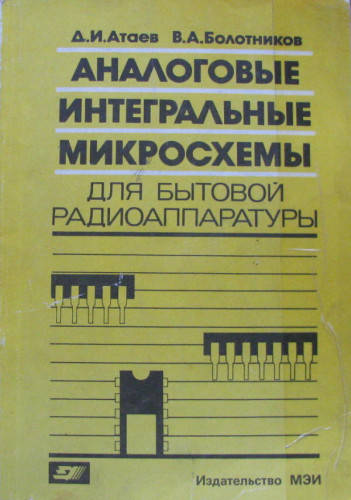 Д.И.Атаев В.А.Болотников
АНАЛОГОВЫЕ
ИНТЕГРАЛЬНЫЕ
МИКРОСХЕМЫ
ДЛЯ БЫТОВОЙ
РАДИОАППАРАТУРЫ
Издательство МЭИ